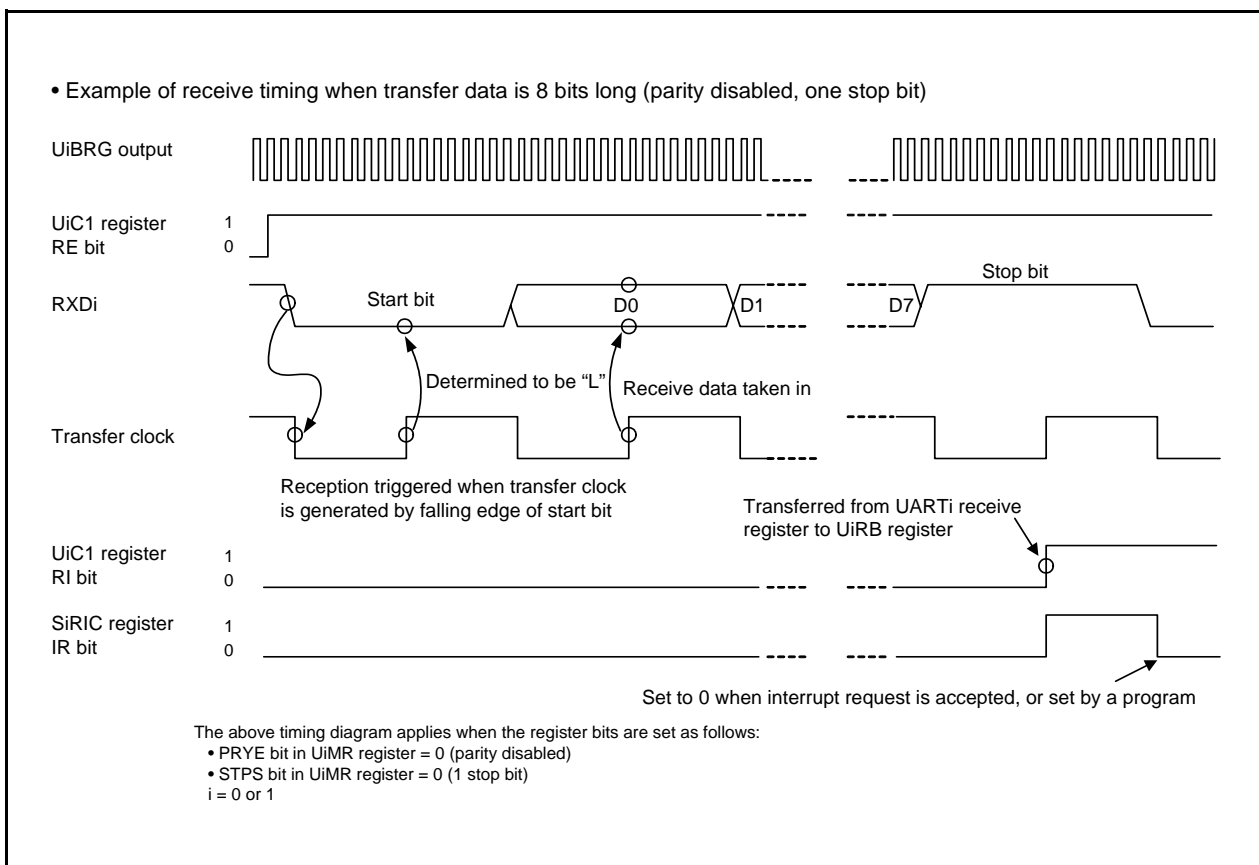 • Example of receive timing when transfer data is 8 bits long (parity disabled, one stop bit)
UiBRG output
UiC1 register
RE bit
1
0
RXDi
Start bit
D0
D1
D7
Stop bit
Determined to be “L”
Receive data taken in
Transfer clock
Reception triggered when transfer clock
is generated by falling edge of start bit
Transferred from UARTi receive
register to UiRB register
UiC1 register
RI bit
1
0
SiRIC register
IR bit
1
0
Set to 0 when interrupt request is accepted, or set by a program
The above timing diagram applies when the register bits are set as follows:
• PRYE bit in UiMR register = 0 (parity disabled)
• STPS bit in UiMR register = 0 (1 stop bit)
i = 0 or 1